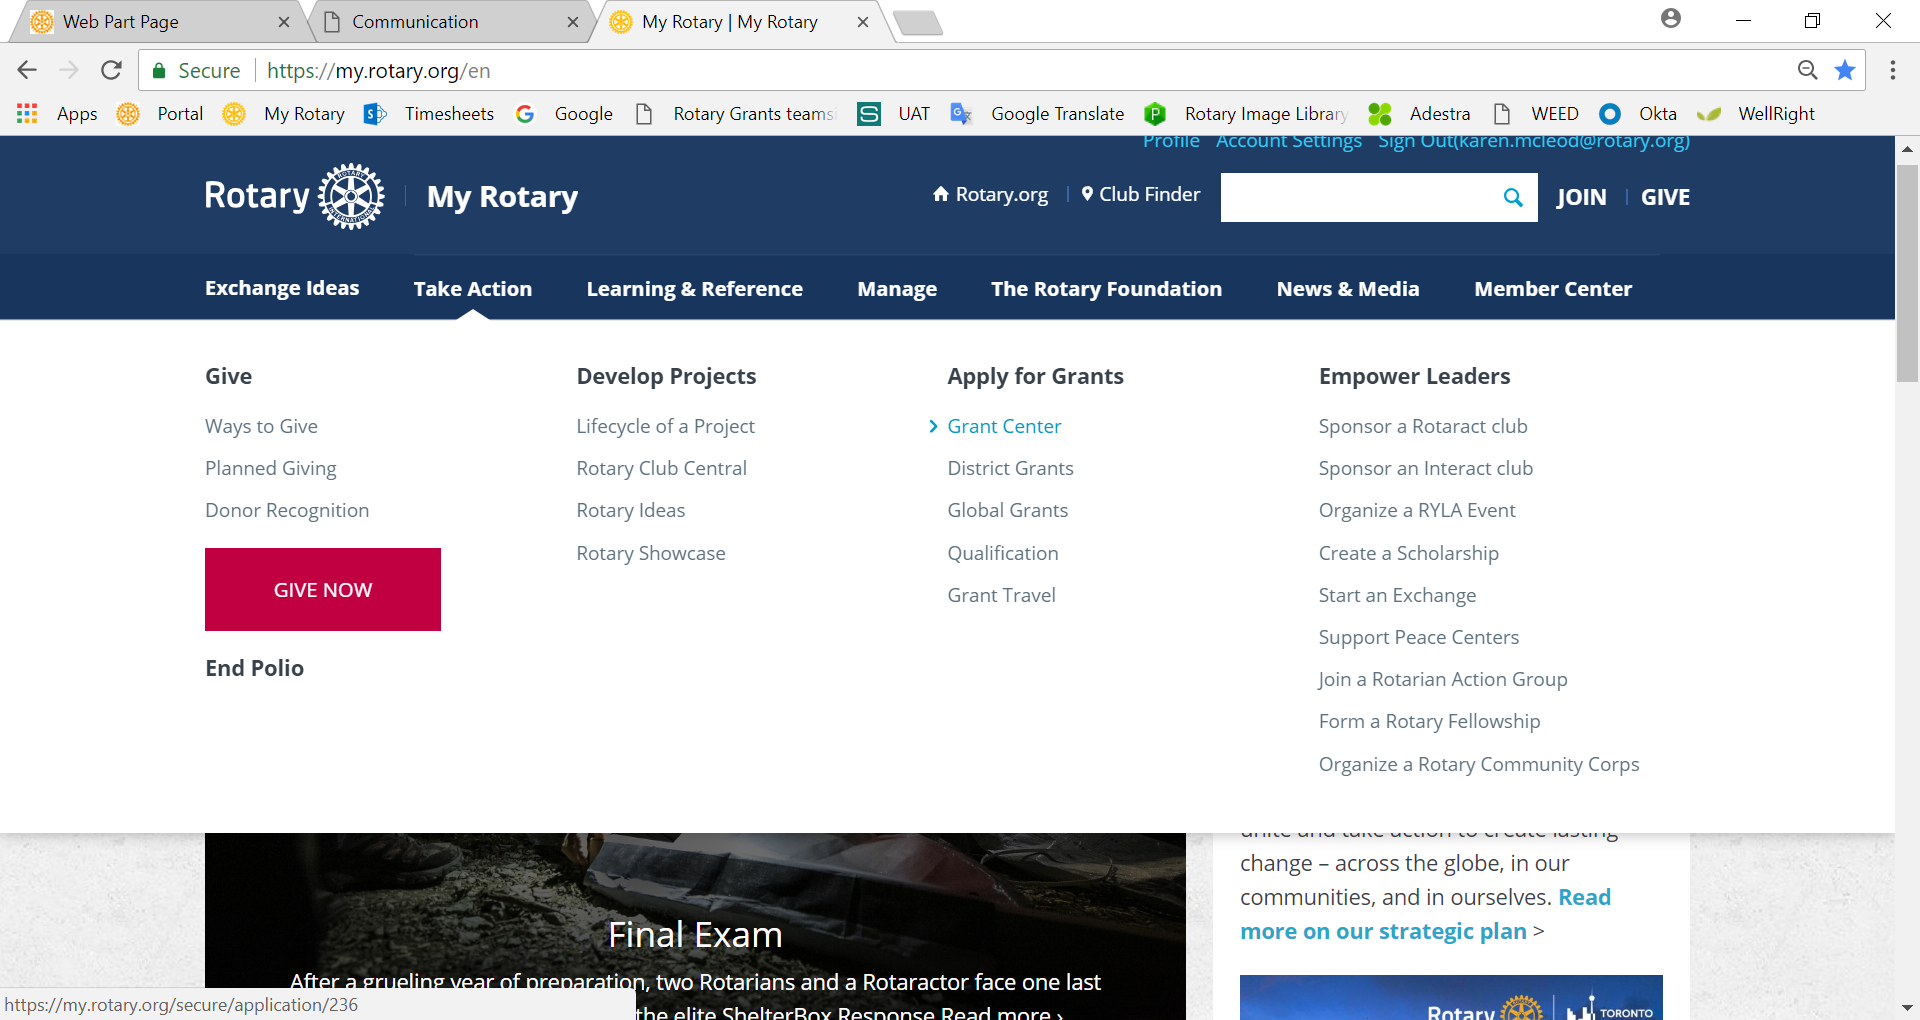 Web Part Page
Communication
My Rotary | My Rotary
Secure
https://my.rotary.org/en
Apps
Portal
My Rotary
Timesheets
Google
Rotary Grants teams
UAT
Google Translate
Rotary Image Library
Adestra
WEED
Okta
WellRight
Profile Account Settings Sign Out(karen.mcleod@rotary.org)
Rotary
ROTARY INTERNATIONAL
My Rotary
Rotary.org
Club Finder
JOIN
GIVE
Exchange Ideas
Take Action
Learning & Reference
Manage
The Rotary Foundation
News & Media
Member Center
Give
Ways to Give
Planned Giving
Donor Recognition
GIVE NOW
End Polio
Develop Projects
Lifecycle of a Project
Rotary Club Central
Rotary Ideas
Rotary Showcase
Apply for Grants
Grant Center
District Grants
Global Grants
Qualification
Grant Travel
Empower Leaders
Sponsor a Rotaract club
Sponsor an Interact club
Organize a RYLA Event
Create a Scholarship
Start an Exchange
Support Peace Centers
Join a Rotarian Action Group
Form a Rotary Fellowship
Organize a Rotary Community Corps
Final Exam
After a grueling year of preparation, two Rotarians and a Rotaractor face one last
the elite ShelterBox Response Read more ›
unite and take action to create lasting
change – across the globe, in our
communities, and in ourselves. Read
more on our strategic plan >
Rotary
TORONTO
https://my.rotary.org/secure/application/236